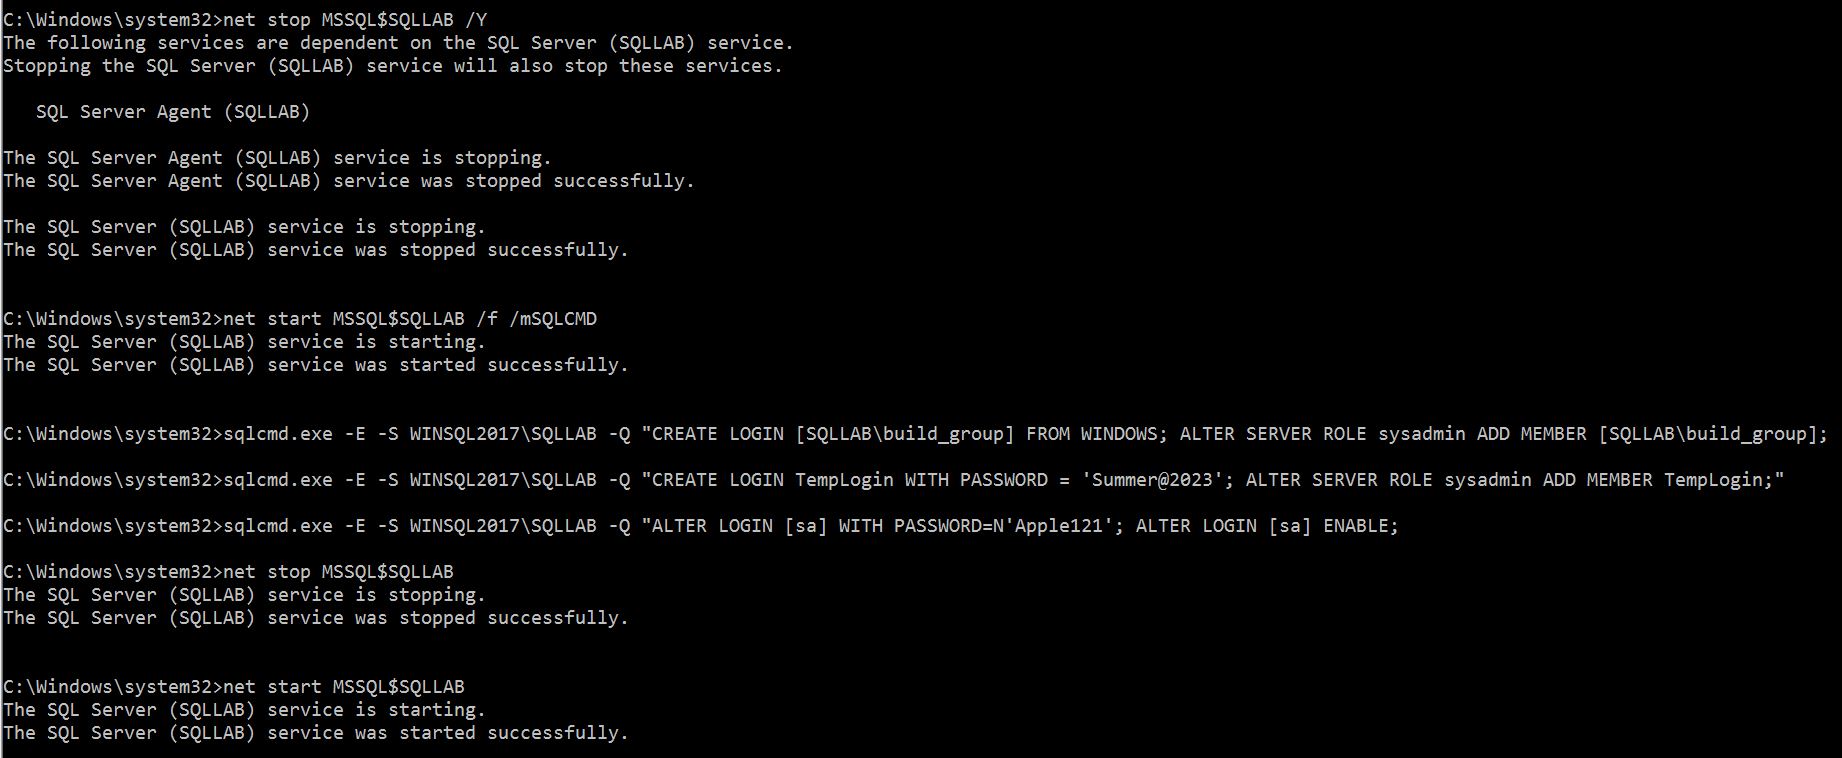 C:\Windows\system32>net stop MSSQL$SQLLAB /Y
The following services are dependent on the SQL Server (SQLLAB) service.
Stopping the SQL Server (SQLLAB) service will also stop these services.
SQL Server Agent (SQLLAB)
The SQL Server Agent (SQLLAB) service is stopping.
The SQL Server Agent (SQLLAB) service was stopped successfully.
The SQL Server (SQLLAB) service is stopping.
The SQL Server (SQLLAB) service was stopped successfully.
C:\Windows\system32>net start MSSQL$SQLLAB /f /mSQLCMD
The SQL Server (SQLLAB) service is starting.
The SQL Server (SQLLAB) service was started successfully.
C:\Windows\system32>sqlcmd.exe -E -S WINSQL2017\SQLLAB -Q "CREATE LOGIN [SQLLAB\build_group] FROM WINDOWS; ALTER SERVER ROLE sysadmin ADD MEMBER [SQLLAB\build_group];
C:\Windows\system32>sqlcmd.exe -E -S WINSQL2017\SQLLAB -Q "CREATE LOGIN TempLogin WITH PASSWORD = 'Summer@2023'; ALTER SERVER ROLE sysadmin ADD MEMBER TempLogin;"
C:\Windows\system32>sqlcmd.exe -E -S WINSQL2017\SQLLAB -Q "ALTER LOGIN [sa] WITH PASSWORD=N'Apple121'; ALTER LOGIN [sa] ENABLE;
C:\Windows\system32>net stop MSSQL$SQLLAB
The SQL Server (SQLLAB) service is stopping.
The SQL Server (SQLLAB) service was stopped successfully.
C:\Windows\system32>net start MSSQL$SQLLAB
The SQL Server (SQLLAB) service is starting.
The SQL Server (SQLLAB) service was started successfully.